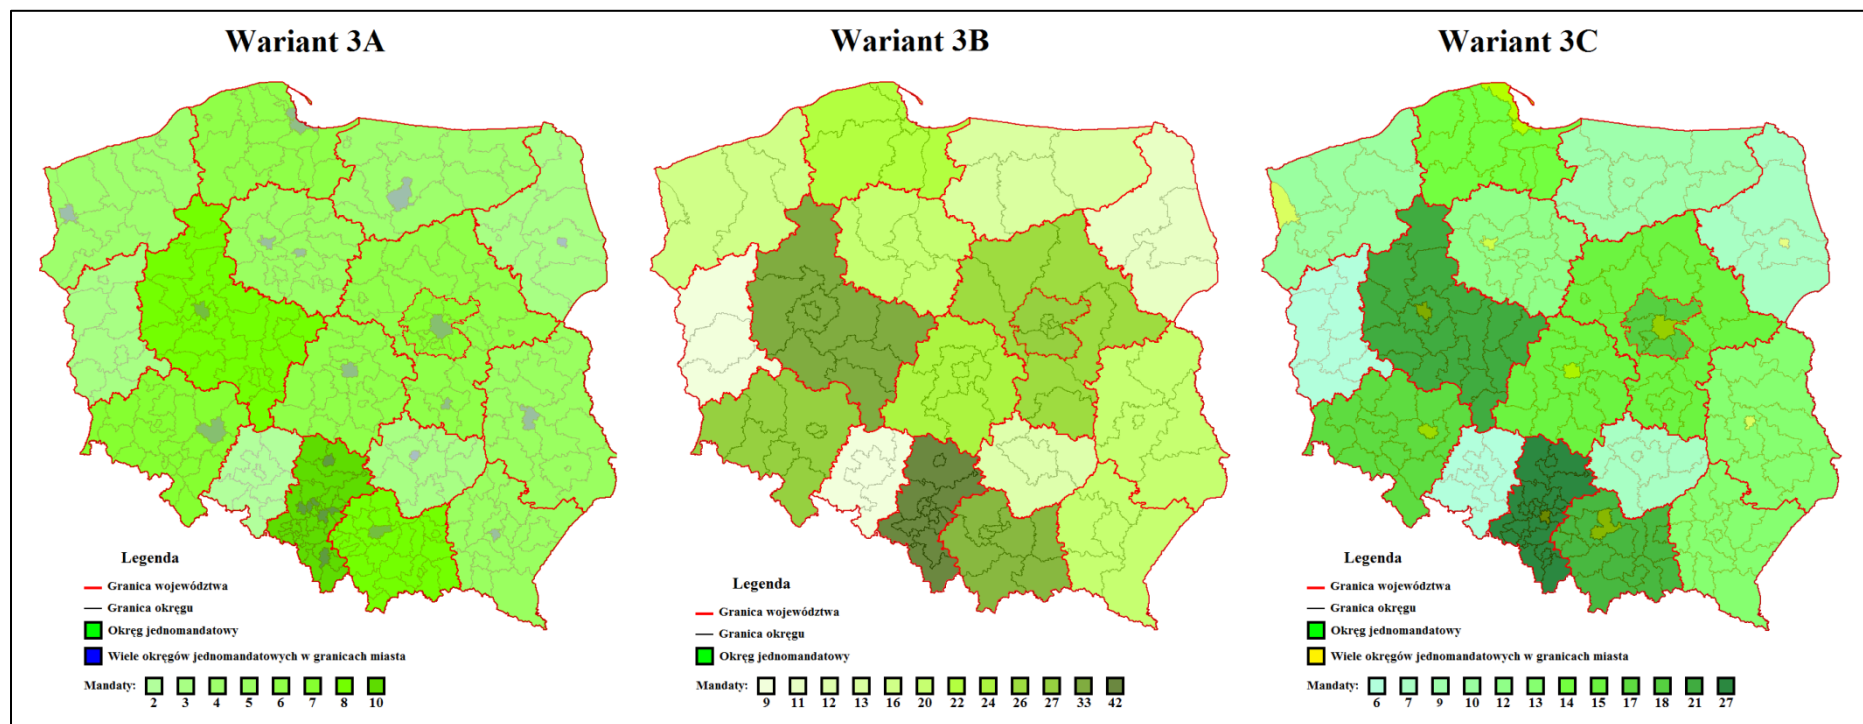 Wariant 3A
Legenda
Granica województwa
Granica okręgu
Okręg jednomandatowy
Wiele okręgów jednomandatowych w granicach miasta
Mandaty:
2 3 4 5 6 7 8 10
Wariant 3B
Legenda
Granica województwa
Granica okręgu
Okręg jednomandatowy
Mandaty:
9 11 12 13 16 20 22 24 26 27 33 42
Wariant 3C
Legenda
Granica województwa
Granica okręgu
Okręg jednomandatowy
Wiele okręgów jednomandatowych w granicach miasta
Mandaty:
6 7 9 10 12 13 14 15 17 18 21 27